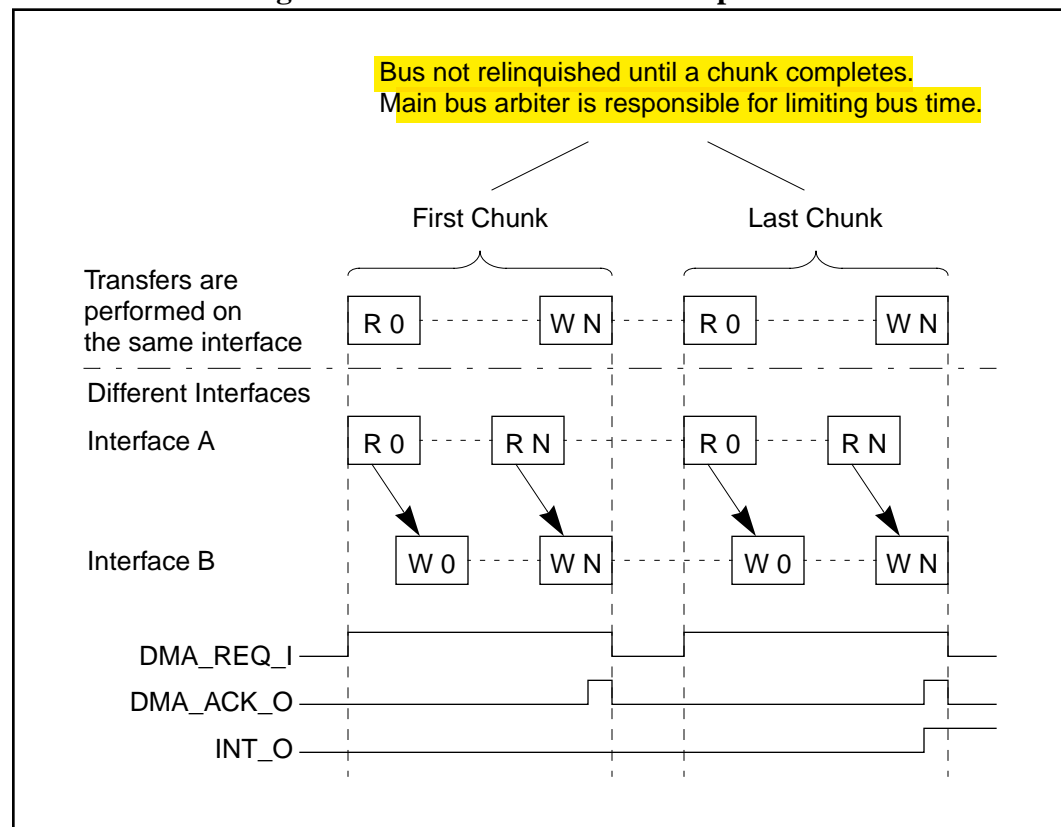 Bus not relinquished until a chunk completes.
Main bus arbiter is responsible for limiting bus time.
First Chunk
Last Chunk
Transfers are
performed on
the same interface
R 0
W N
R 0
W N
Different Interfaces
Interface A
R 0
R N
R 0
R N
Interface B
W 0
W N
W 0
W N
DMA_REQ_I
DMA_ACK_O
INT_O